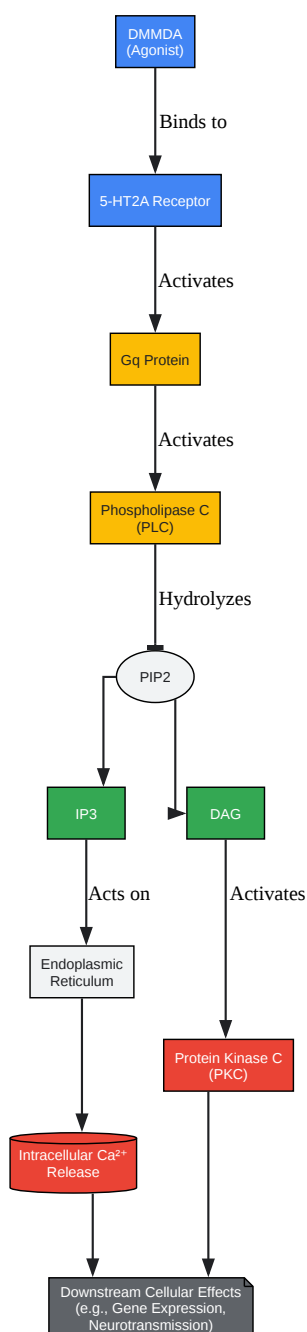 DMMDA
(Agonist)
Binds to
5-HT2A Receptor
Activates
Gq Protein
Activates
Phospholipase C
(PLC)
Hydrolyzes
PIP2
IP3
DAG
Acts on
Activates
Endoplasmic
Reticulum
Protein Kinase C
(PKC)
Intracellular Ca²⁺
Release
Downstream Cellular Effects
(e.g., Gene Expression,
Neurotransmission)